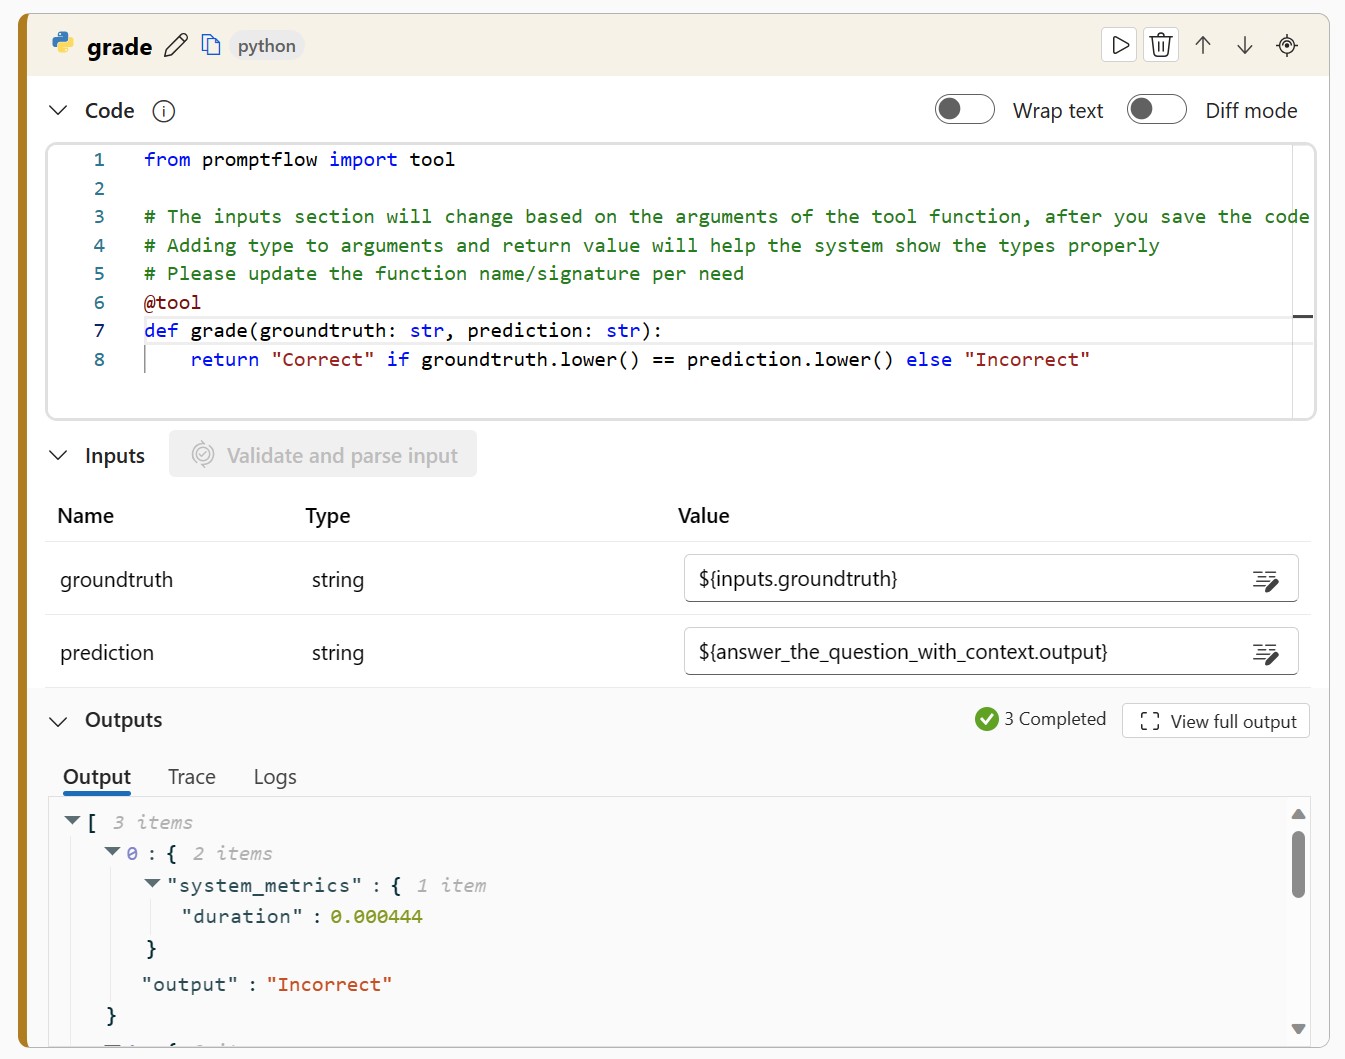 grade python
Code Wrap text Diff mode
1 from promptflow import tool
2
3 # The inputs section will change based on the arguments of the tool function, after you save the code
4 # Adding type to arguments and return value will help the system show the types properly
5 # Please update the function name/signature per need
6 @tool
7 def grade(groundtruth: str, prediction: str):
8 return "Correct" if groundtruth.lower() == prediction.lower() else "Incorrect"
Inputs Validate and parse input
Name Type Value
groundtruth string ${inputs.groundtruth}
prediction string ${answer_the_question_with_context.output}
Outputs 3 Completed View full output
Output Trace Logs
[ 3 items
0 : { 2 items
"system_metrics" : { 1 item
"duration" : 0.000444
}
"output" : "Incorrect"
}